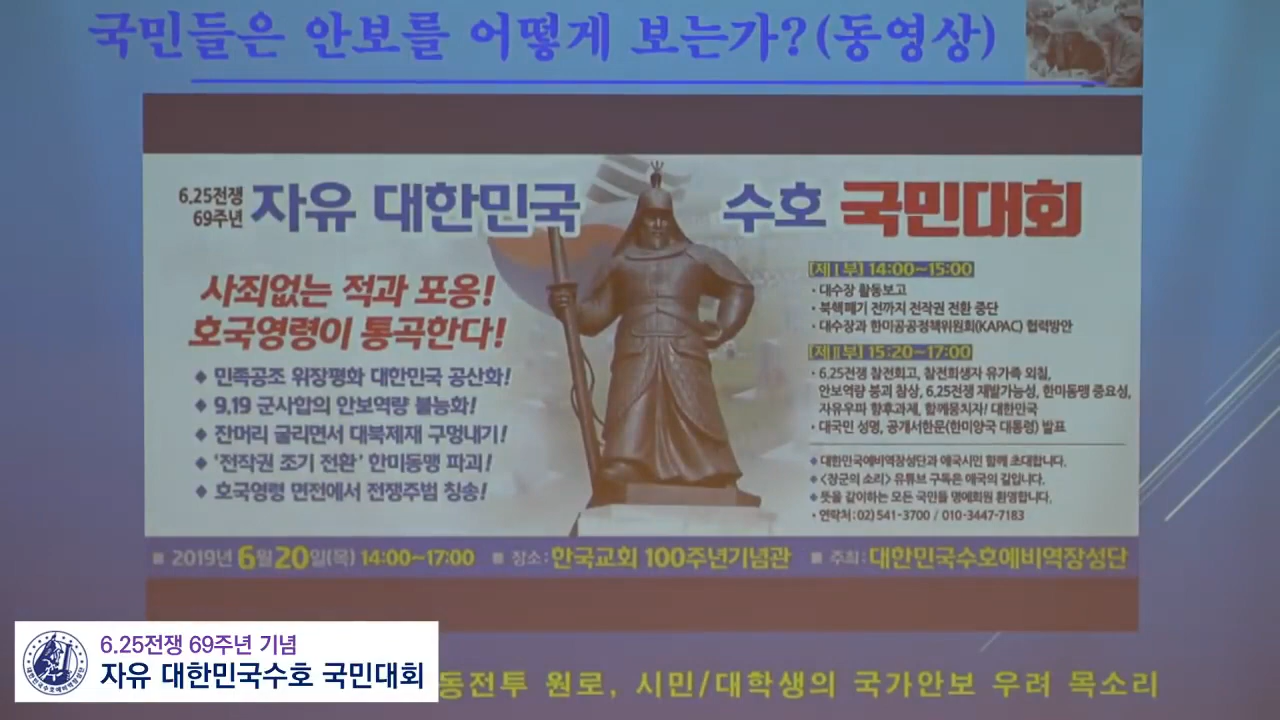 국민들은 안보를 어떻게 보는가?(동영상)
6.25전쟁 69주년 자유 대한민국 수호 국민대회
사죄없는 적과 포옹!
호국영령이 통곡한다!
◆ 민족공조 위장평화 대한민국 공산화!
◆ 9.19 군사합의 안보역량 불능화!
◆ 잔머리 굴리면서 대북제재 구멍내기!
◆ '전작권 조기 전환' 한미동맹 파괴!
◆ 호국영령 면전에서 전쟁주범 칭송!
[제Ⅰ부] 14:00~15:00
· 대수장 활동보고
· 북핵폐기 전까지 전작권 전환 중단
· 대수장과 한미공공정책위원회(KAPAC) 협력방안
[제Ⅱ부] 15:20~17:00
· 6.25전쟁 참전회고, 참전희생자 유가족 외침,
안보역량 붕괴 참상, 6.25전쟁 재발가능성, 한미동맹 중요성,
자유우파 향후과제, 함께뭉치자! 대한민국
· 대국민 성명, 공개서한문(한미양국 대통령) 발표
◆ 대한민국예비역장성단과 애국시민 함께 초대합니다.
◆ <장군의 소리> 유튜브 구독은 애국의 길입니다.
◆ 뜻을 같이하는 모든 국민들 명예회원 환영합니다.
· 연락처 : 02) 541-3700 / 010-3447-7183
■ 2019년 6월 20일(목) 14:00~17:00 ■ 장소 : 한국교회 100주년기념관 ■ 주최 : 대한민국수호예비역장성단
6.25전쟁 69주년 기념
자유 대한민국수호 국민대회
동전투 원로, 시민/대학생의 국가안보 우려 목소리